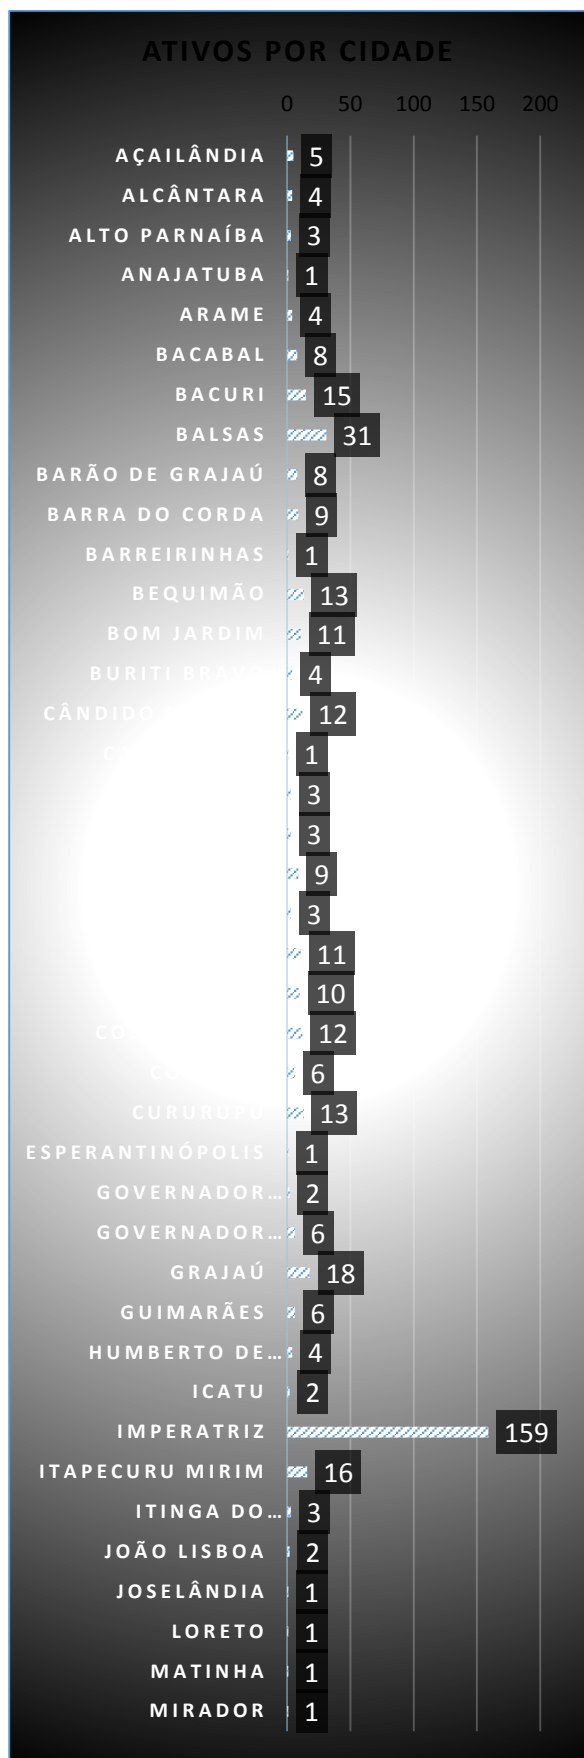 ATIVOS POR CIDADE
0 50 100 150 200
AÇAILÂNDIA 5
ALCÂNTARA 4
ALTO PARNAÍBA 3
ANAJATUBA 1
ARAME 4
BACABAL 8
BACURI 15
BALSAS 31
BARÃO DE GRAJAÚ 8
BARRA DO CORDA 9
BARREIRINHAS 1
BEQUIMÃO 13
BOM JARDIM 11
BURITI BRAVO 4
CÂNDIDO 12
1
3
3
9
3
11
10
12
6
CURURUPU 13
ESPERANTINÓPOLIS 1
GOVERNADOR… 2
GOVERNADOR… 6
GRAJAÚ 18
GUIMARÃES 6
HUMBERTO DE… 4
ICATU 2
IMPERATRIZ 159
ITAPECURU MIRIM 16
ITINGA DO… 3
JOÃO LISBOA 2
JOSELÂNDIA 1
LORETO 1
MATINHA 1
MIRADOR 1